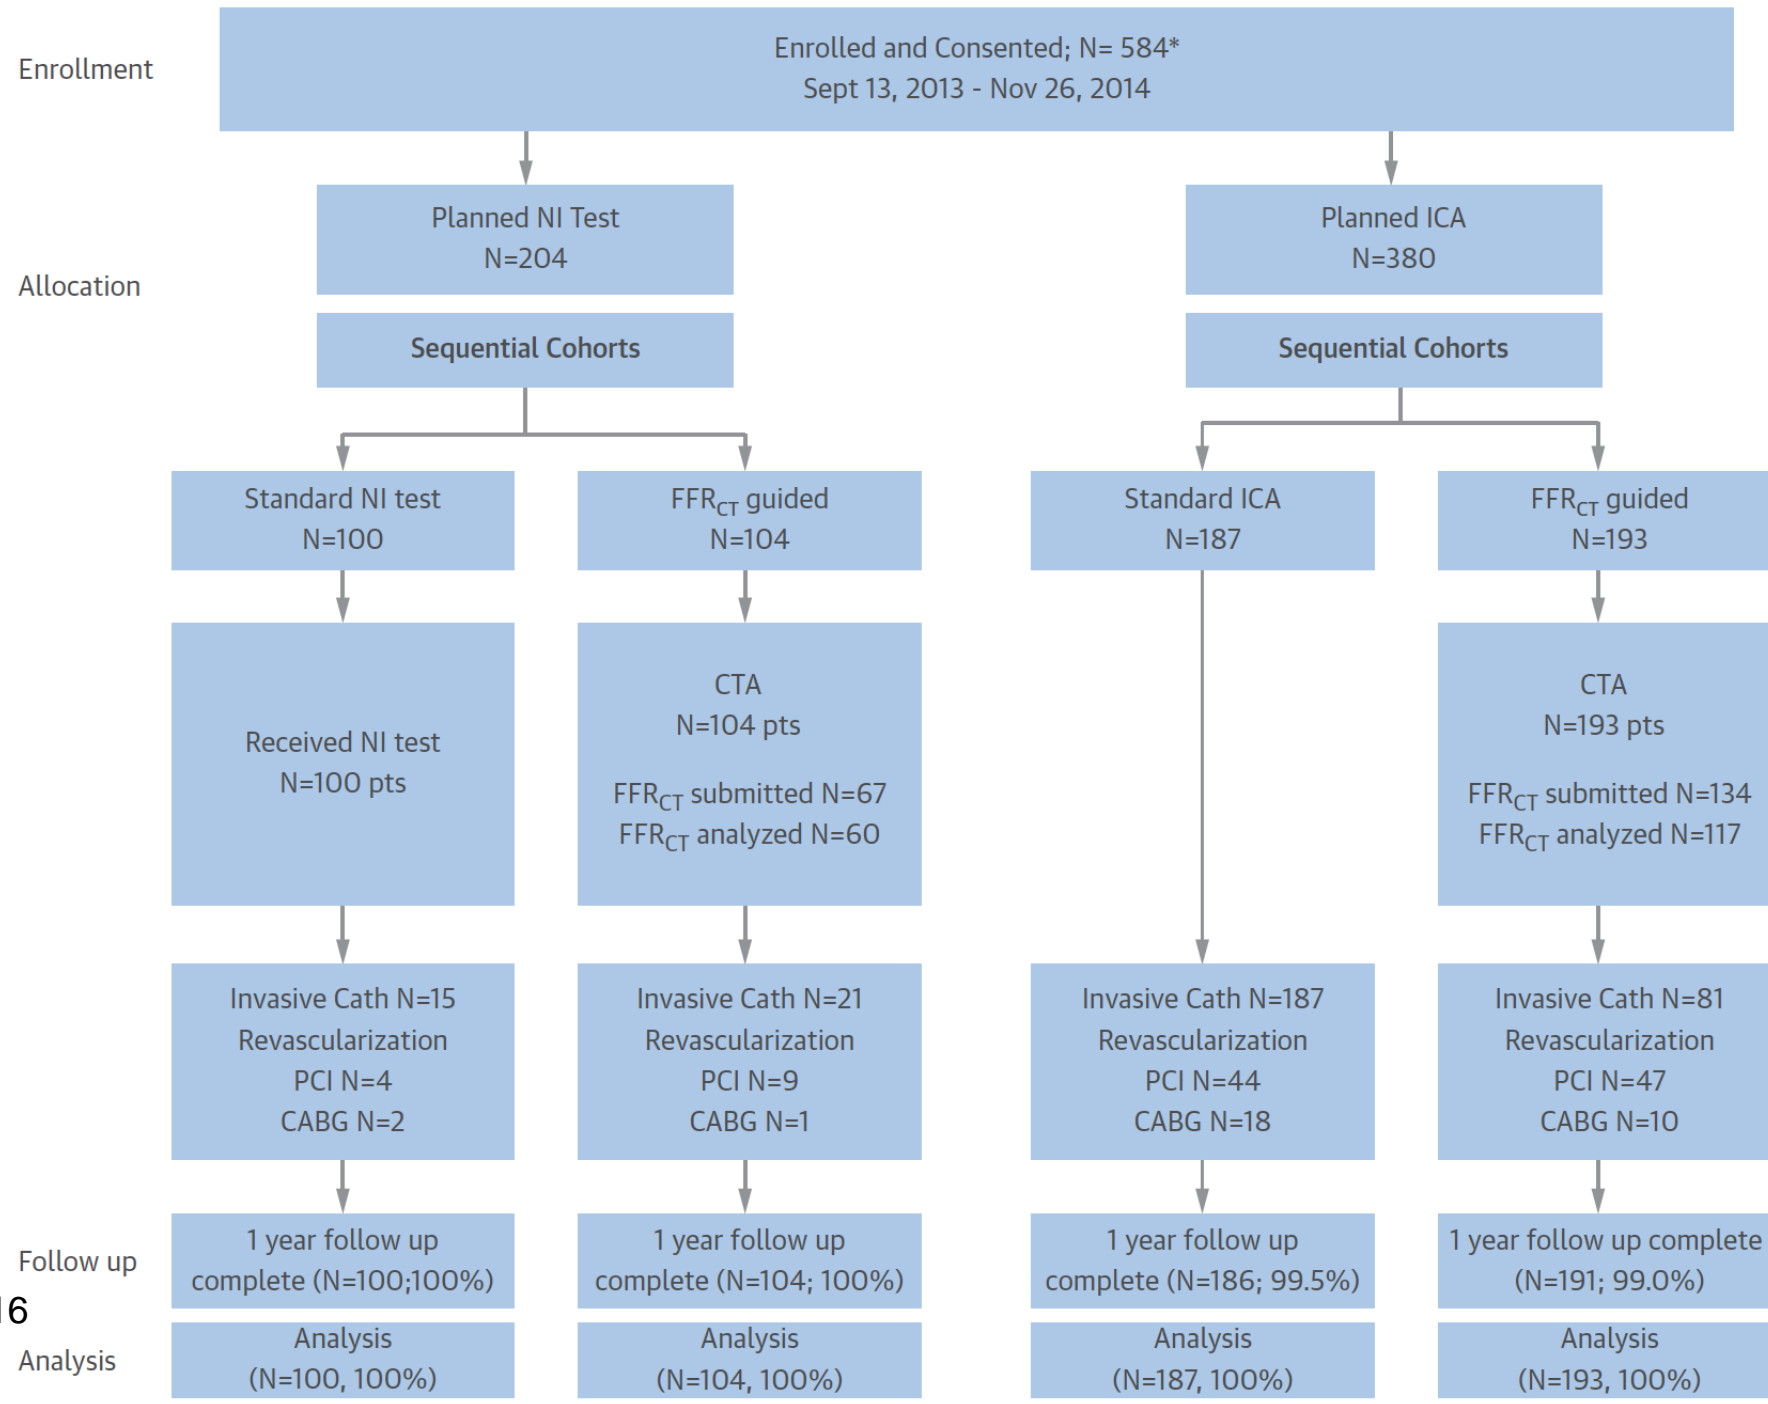 Enrollment
Enrolled and Consented; N= 584*
Sept 13, 2013 - Nov 26, 2014
Allocation
Planned NI Test
N=204
Planned ICA
N=380
Sequential Cohorts
Sequential Cohorts
Standard NI test
N=100
FFRCT guided
N=104
Standard ICA
N=187
FFRCT guided
N=193
Received NI test
N=100 pts
CTA
N=104 pts
FFRCT submitted N=67
FFRCT analyzed N=60
CTA
N=193 pts
FFRCT submitted N=134
FFRCT analyzed N=117
Invasive Cath N=15
Revascularization
PCI N=4
CABG N=2
Invasive Cath N=21
Revascularization
PCI N=9
CABG N=1
Invasive Cath N=187
Revascularization
PCI N=44
CABG N=18
Invasive Cath N=81
Revascularization
PCI N=47
CABG N=10
Follow up
1 year follow up
complete (N=100;100%)
1 year follow up
complete (N=104; 100%)
1 year follow up
complete (N=186; 99.5%)
1 year follow up complete
(N=191; 99.0%)
Analysis
Analysis
(N=100, 100%)
Analysis
(N=104, 100%)
Analysis
(N=187, 100%)
Analysis
(N=193, 100%)